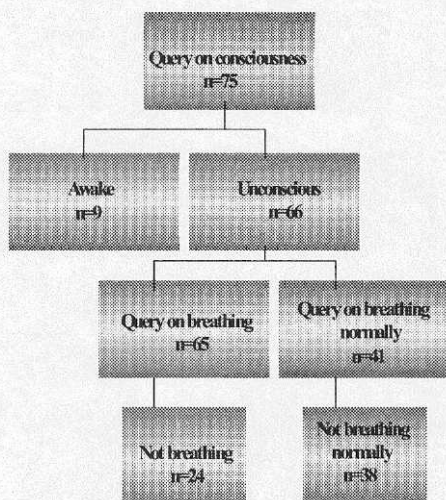 Query on consciousness
n=75
Awake
n=9
Unconscious
n=66
Query on breathing
n=65
Query on breathing
normally
n=41
Not breathing
n=24
Not breathing
normally
n=38